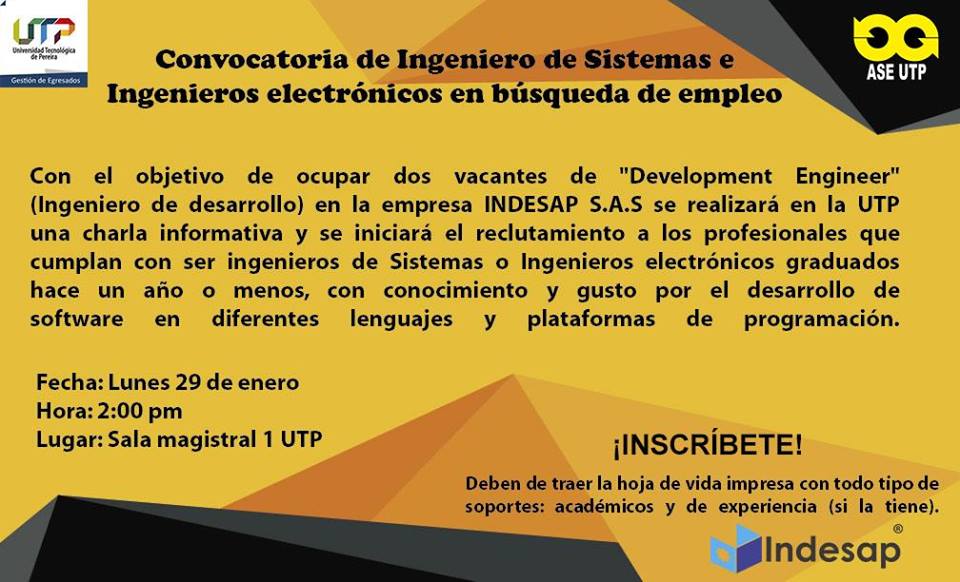 UTP
Universidad Tecnológica
de Pereira
Gestión de Egresados
ASE UTP
Convocatoria de Ingeniero de Sistemas e
Ingenieros electrónicos en búsqueda de empleo
Con el objetivo de ocupar dos vacantes de "Development Engineer"
(Ingeniero de desarrollo) en la empresa INDESAP S.A.S se realizará en la UTP
una charla informativa y se iniciará el reclutamiento a los profesionales que
cumplan con ser ingenieros de Sistemas o Ingenieros electrónicos graduados
hace un año o menos, con conocimiento y gusto por el desarrollo de
software en diferentes lenguajes y plataformas de programación.
Fecha: Lunes 29 de enero
Hora: 2:00 pm
Lugar: Sala magistral 1 UTP
¡INSCRÍBETE!
Deben de traer la hoja de vida impresa con todo tipo de
soportes: académicos y de experiencia (si la tiene).
Indesap®